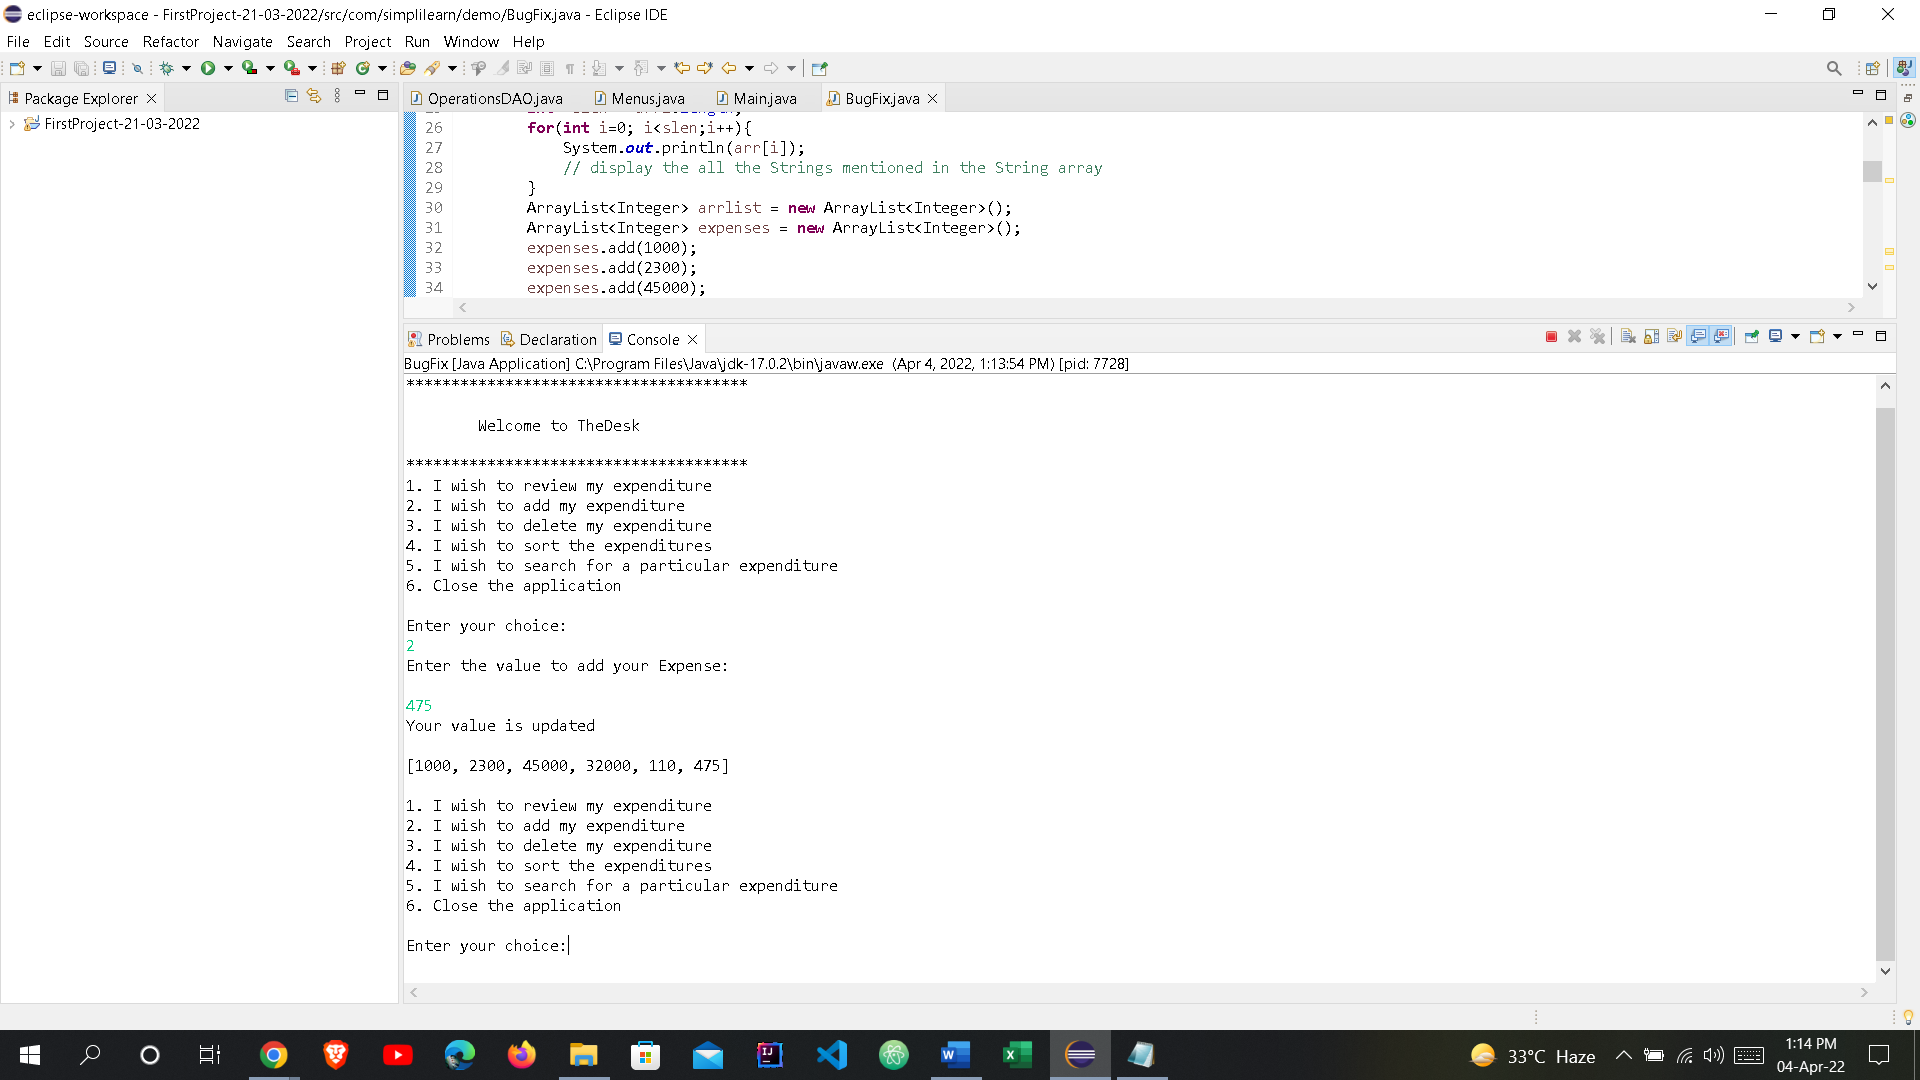 eclipse-workspace - FirstProject-21-03-2022/src/com/simplilearn/demo/BugFix.java - Eclipse IDE
File Edit Source Refactor Navigate Search Project Run Window Help
Package Explorer
FirstProject-21-03-2022
OperationsDAO.java Menus.java Main.java BugFix.java
26 for(int i=0; i<slen;i++){
27 System.out.println(arr[i]);
28 // display the all the Strings mentioned in the String array
29 }
30 ArrayList<Integer> arrlist = new ArrayList<Integer>();
31 ArrayList<Integer> expenses = new ArrayList<Integer>();
32 expenses.add(1000);
33 expenses.add(2300);
34 expenses.add(45000);
Problems Declaration Console
BugFix [Java Application] C:\Program Files\Java\jdk-17.0.2\bin\javaw.exe (Apr 4, 2022, 1:13:54 PM) [pid: 7728]
**************************************
Welcome to TheDesk
**************************************
1. I wish to review my expenditure
2. I wish to add my expenditure
3. I wish to delete my expenditure
4. I wish to sort the expenditures
5. I wish to search for a particular expenditure
6. Close the application
Enter your choice:
2
Enter the value to add your Expense:
475
Your value is updated
[1000, 2300, 45000, 32000, 110, 475]
1. I wish to review my expenditure
2. I wish to add my expenditure
3. I wish to delete my expenditure
4. I wish to sort the expenditures
5. I wish to search for a particular expenditure
6. Close the application
Enter your choice:
33°C Haze
1:14 PM
04-Apr-22